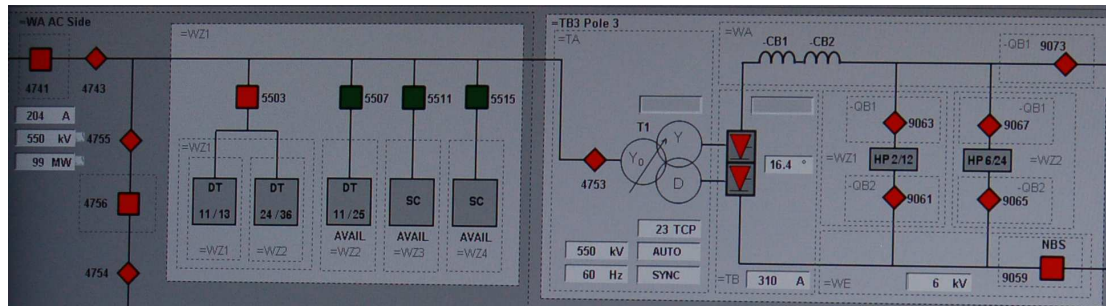 =WA AC Side
4741
4743
204 A
550 kV
99 MW
4755
4756
4754
=WZ1
5503
5507
5511
5515
=WZ1
DT
11/13
DT
24/36
DT
11/25
SC
SC
AVAIL
AVAIL
AVAIL
=WZ1
=WZ2
=WZ2
=WZ3
=WZ4
=TB3 Pole 3
=TA
4753
T1
Y0
Y
D
23 TCP
550 kV
AUTO
60 Hz
SYNC
=WA
-CB1
-CB2
-QB1
9073
16.4 °
=TB
310 A
-QB1
9063
=WZ1
HP 2/12
-QB2
9061
-QB1
9067
HP 6/24
=WZ2
-QB2
9065
=WE
6 kV
NBS
9059